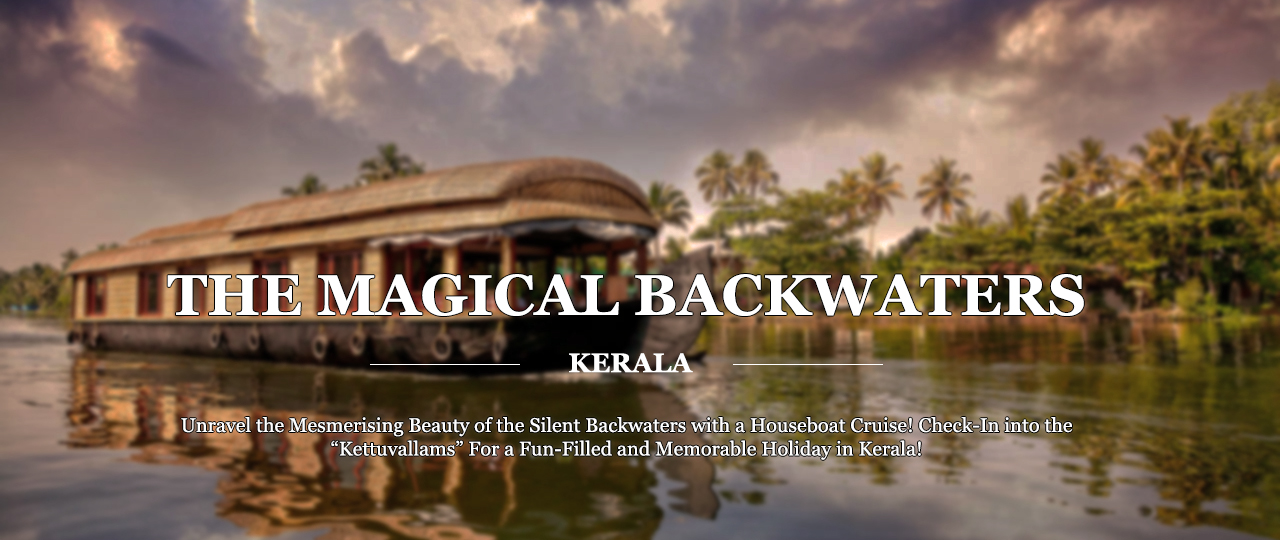 THE MAGICAL BACKWATERS
KERALA
Unravel the Mesmerising Beauty of the Silent Backwaters with a Houseboat Cruise! Check-In into the
“Kettuvallams” For a Fun-Filled and Memorable Holiday in Kerala!